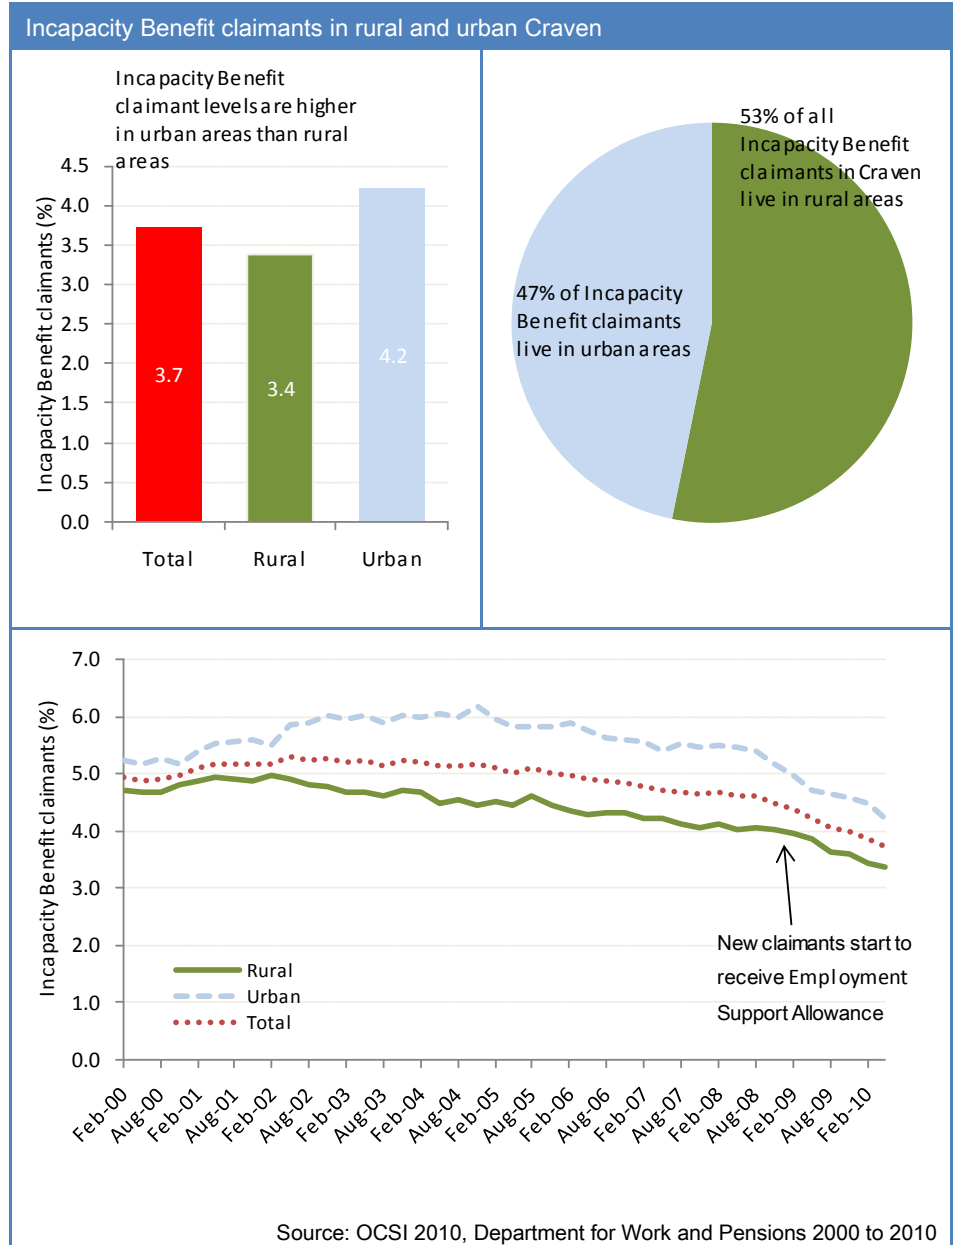 Incapacity Benefit claimants in rural and urban Craven
Incapacity Benefit
claimant levels are higher
in urban areas than rural
areas
Incapacity Benefit claimants (%)
4.5
4.0
3.5
3.0
2.5
2.0
1.5
1.0
0.5
0.0
3.7
3.4
4.2
Total
Rural
Urban
53% of all
Incapacity Benefit
claimants in Craven
live in rural areas
47% of Incapacity
Benefit claimants
live in urban areas
Incapacity Benefit claimants (%)
7.0
6.0
5.0
4.0
3.0
2.0
1.0
0.0
Rural
Urban
Total
New claimants start to
receive Employment
Support Allowance
Feb-00
Aug-00
Feb-01
Aug-01
Feb-02
Aug-02
Feb-03
Aug-03
Feb-04
Aug-04
Feb-05
Aug-05
Feb-06
Aug-06
Feb-07
Aug-07
Feb-08
Aug-08
Feb-09
Aug-09
Feb-10
Source: OCSI 2010, Department for Work and Pensions 2000 to 2010